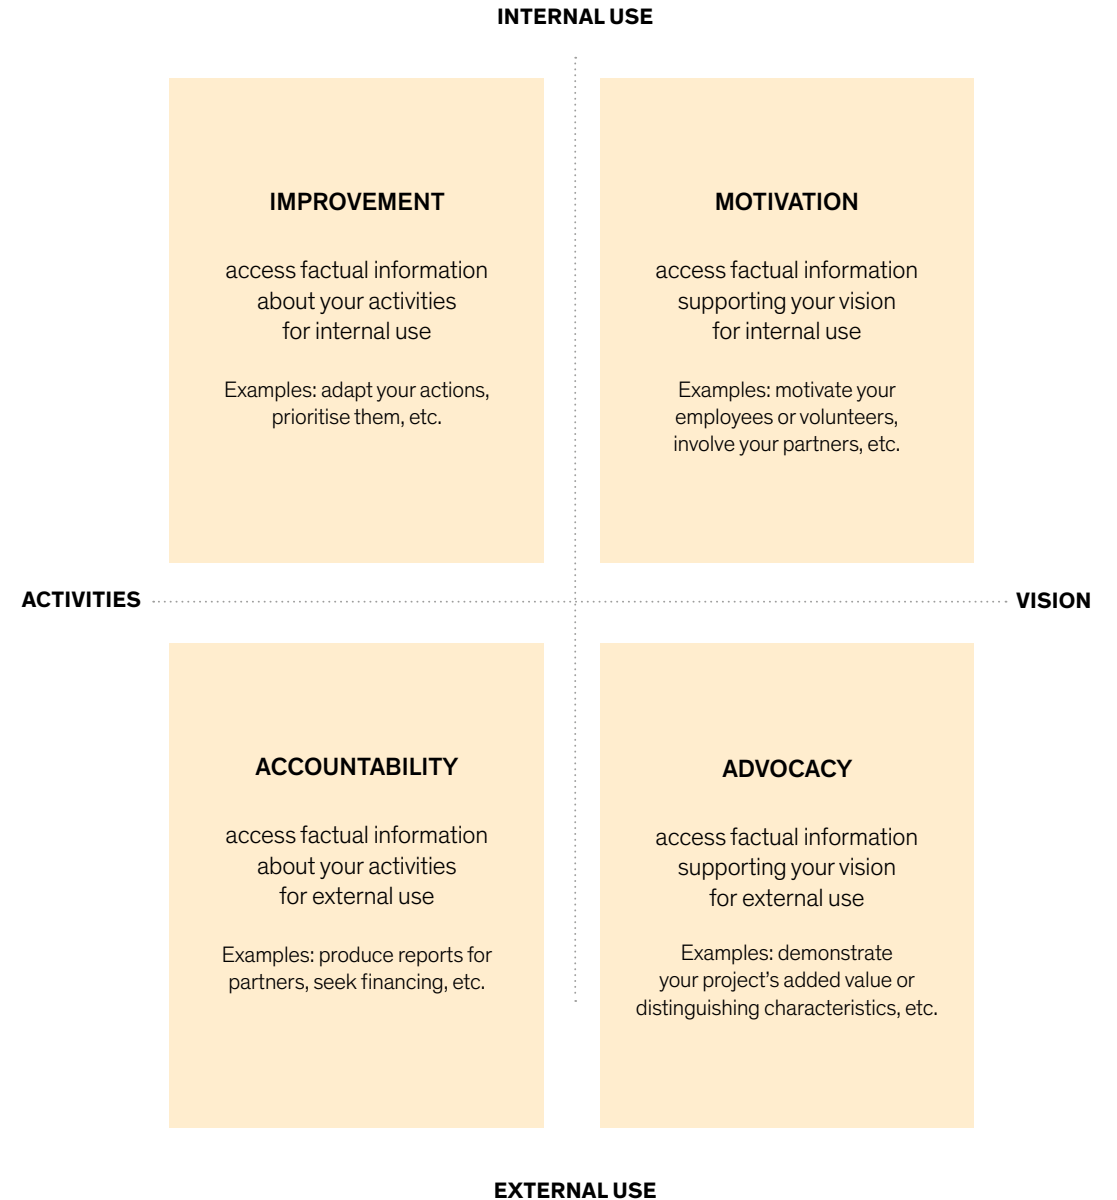 INTERNAL USE
IMPROVEMENT
access factual information
about your activities
for internal use
Examples: adapt your actions,
prioritise them, etc.
MOTIVATION
access factual information
supporting your vision
for internal use
Examples: motivate your
employees or volunteers,
involve your partners, etc.
ACTIVITIES
VISION
ACCOUNTABILITY
access factual information
about your activities
for external use
Examples: produce reports for
partners, seek financing, etc.
ADVOCACY
access factual information
supporting your vision
for external use
Examples: demonstrate
your project's added value or
distinguishing characteristics, etc.
EXTERNAL USE